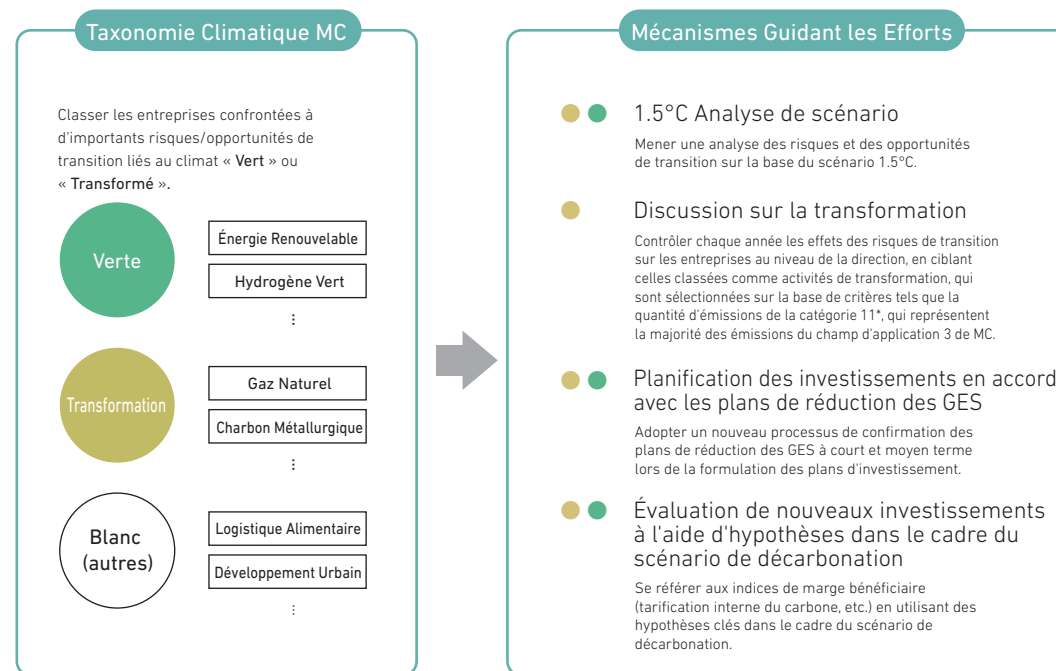 Taxonomie Climatique MC
Classer les entreprises confrontées à
d'importants risques/opportunités de
transition liés au climat « Vert » ou
« Transformé ».
Verte
Énergie Renouvelable
Hydrogène Vert
...
Transformation
Gaz Naturel
Charbon Métallurgique
...
Blanc
(autres)
Logistique Alimentaire
Développement Urbain
...
Mécanismes Guidant les Efforts
1.5°C Analyse de scénario
Mener une analyse des risques et des opportunités
de transition sur la base du scénario 1.5°C.
Discussion sur la transformation
Contrôler chaque année les effets des risques de transition
sur les entreprises au niveau de la direction, en ciblant
celles classées comme activités de transformation, qui
sont sélectionnées sur la base de critères tels que la
quantité d'émissions de la catégorie 11*, qui représentent
la majorité des émissions du champ d'application 3 de MC.
Planification des investissements en accord
avec les plans de réduction des GES
Adopter un nouveau processus de confirmation des
plans de réduction des GES à court et moyen terme
lors de la formulation des plans d'investissement.
Évaluation de nouveaux investissements
à l'aide d'hypothèses dans le cadre du
scénario de décarbonation
Se référer aux indices de marge bénéficiaire
(tarification interne du carbone, etc.) en utilisant des
hypothèses clés dans le cadre du scénario de
décarbonation.